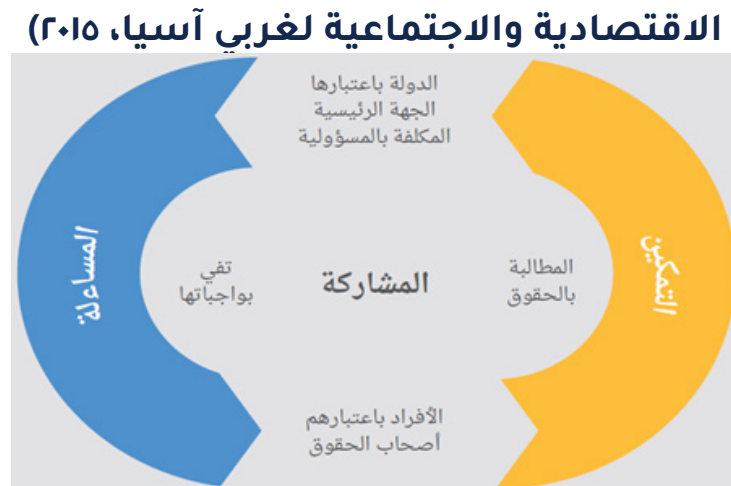 الاقتصادية والاجتماعية لغربي آسيا، ٢٠١٥)
الدولة باعتبارها
الجهة الرئيسية
المكلفة بالمسؤولية
التمكين
المطالبة
بالحقوق
المشاركة
تفي
بواجباتها
المساءلة
الأفراد باعتبارهم
أصحاب الحقوق